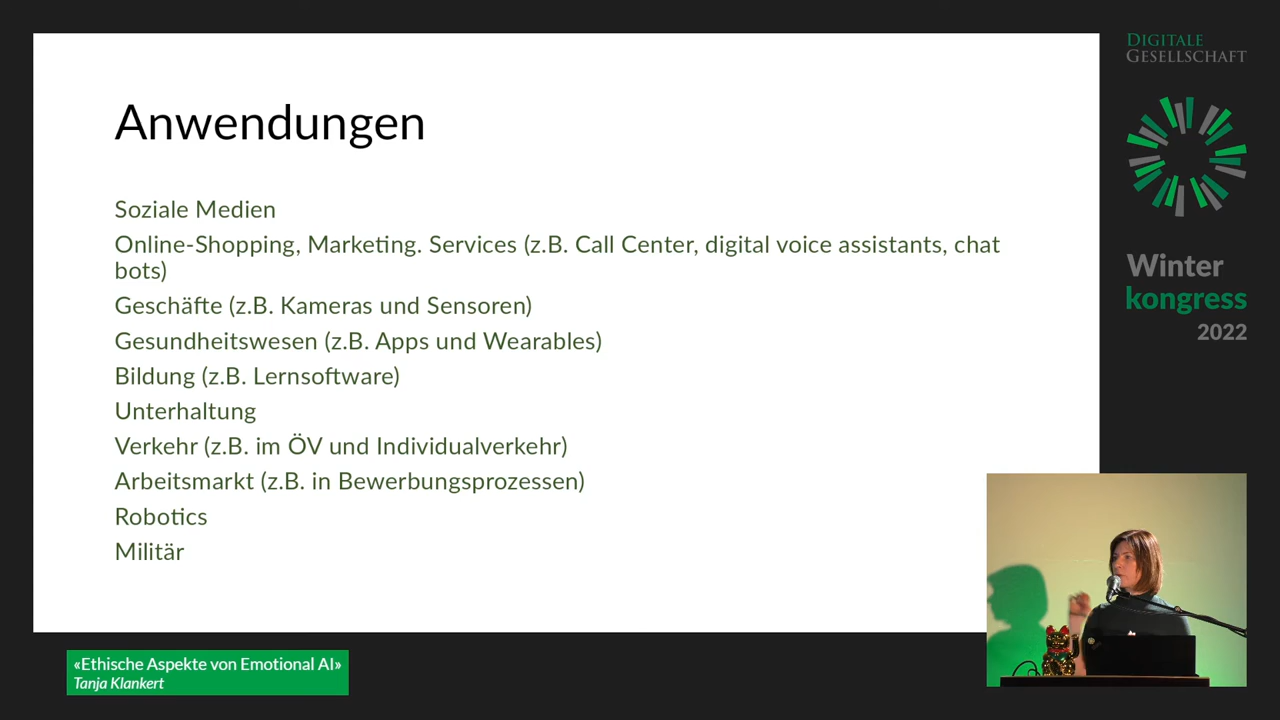 Anwendungen
Soziale Medien
Online-Shopping, Marketing. Services (z.B. Call Center, digital voice assistants, chat
bots)
Geschäfte (z.B. Kameras und Sensoren)
Gesundheitswesen (z.B. Apps und Wearables)
Bildung (z.B. Lernsoftware)
Unterhaltung
Verkehr (z.B. im ÖV und Individualverkehr)
Arbeitsmarkt (z.B. in Bewerbungsprozessen)
Robotics
Militär
DIGITALE
GESELLSCHAFT
Winter
kongress
2022
«Ethische Aspekte von Emotional AI»
Tanja Klankert